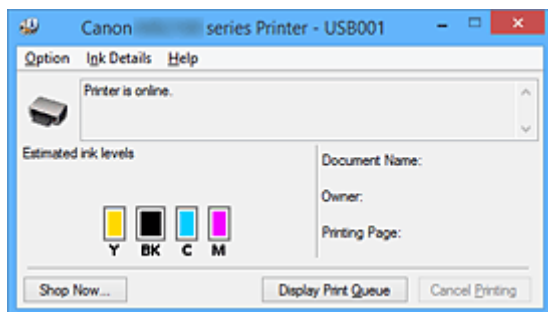 Canon series Printer - USB001
Option Ink Details Help
Printer is online.
Estimated ink levels
Document Name:
Owner:
Printing Page:
Y BK C M
Shop Now... Display Print Queue Cancel Printing